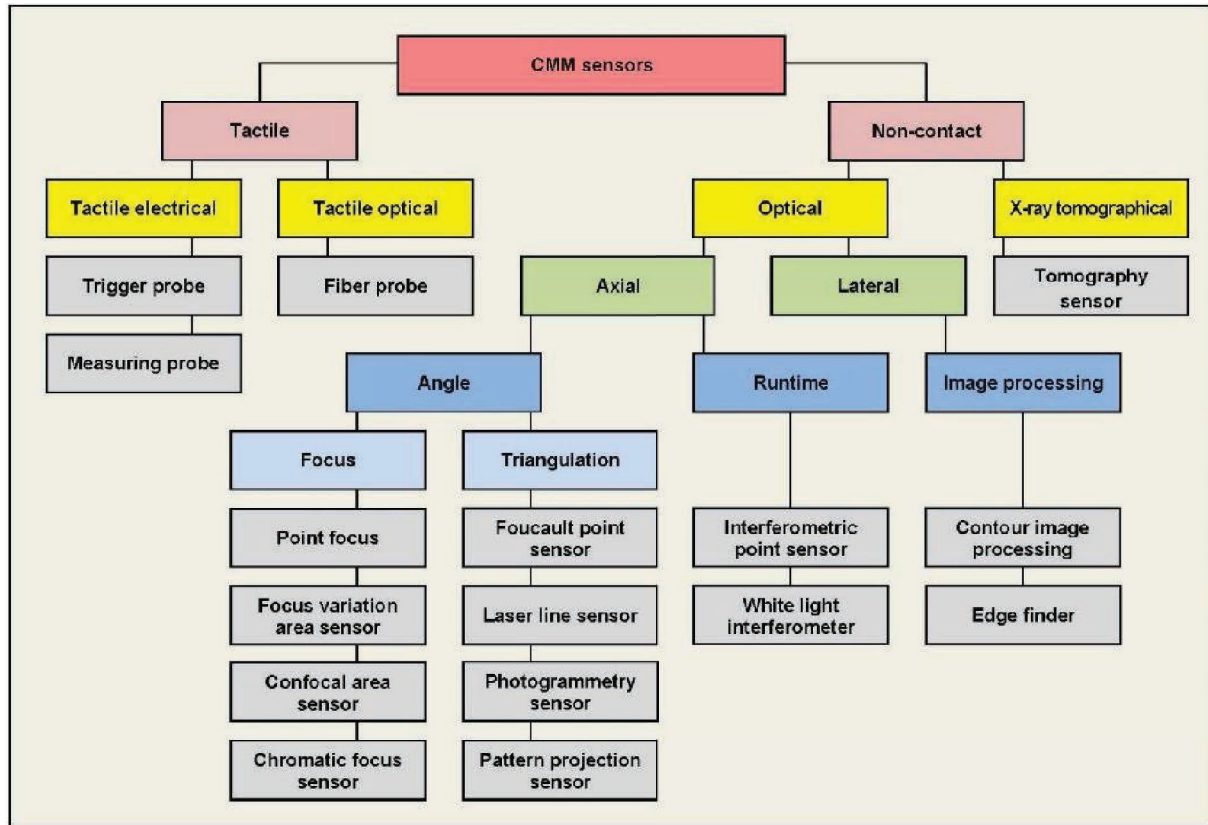 CMM sensors
Tactile
Non-contact
Tactile electrical
Tactile optical
Optical
X-ray tomographical
Trigger probe
Fiber probe
Axial
Lateral
Tomography
sensor
Measuring probe
Angle
Runtime
Image processing
Focus
Triangulation
Point focus
Foucault point
sensor
Interferometric
point sensor
Contour image
processing
Focus variation
area sensor
Laser line sensor
White light
interferometer
Edge finder
Confocal area
sensor
Photogrammetry
sensor
Chromatic focus
sensor
Pattern projection
sensor